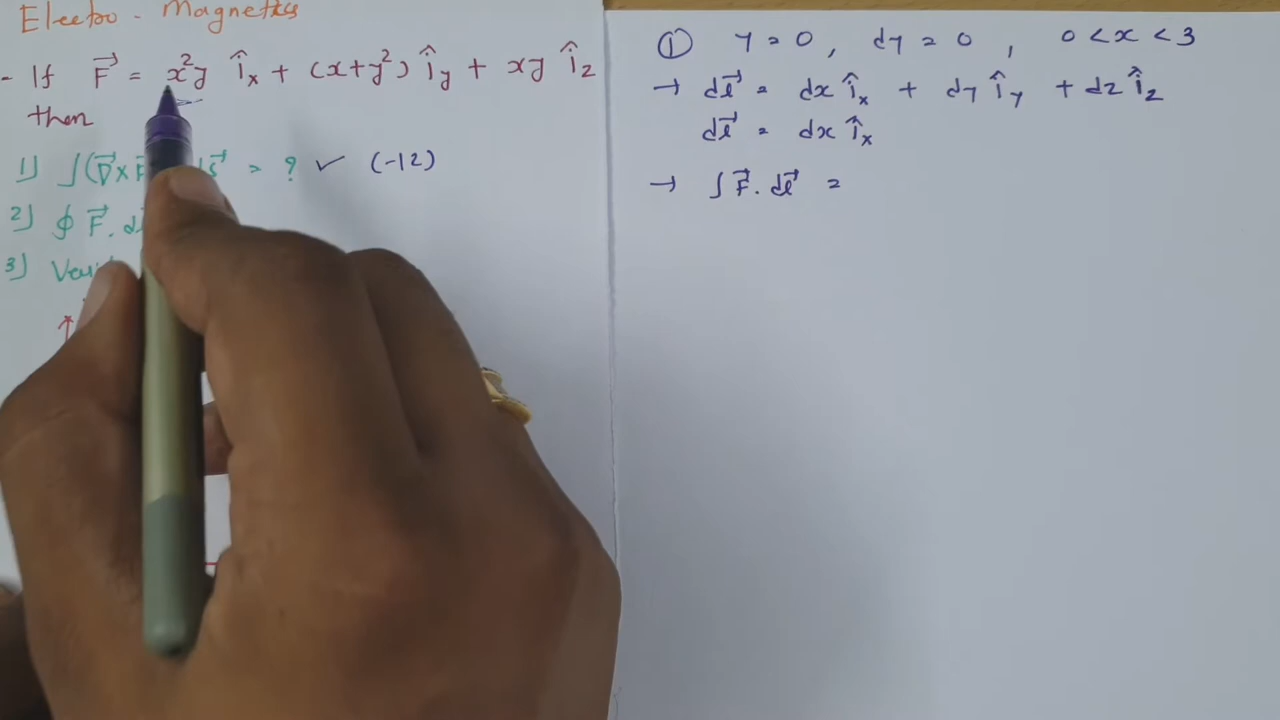 Electro - Magnetics
- If F⃗ = x²y î_x + (x+y²) î_y + xy î_z
then
1) ∫(∇⃗×F s⃗ = ? ✓ (-12)
2) ∮ F⃗. d
3)
① y = 0, dy = 0, 0 < x < 3
→ dl⃗ = dx î_x + dy î_y + dz î_z
dl⃗ = dx î_x
→ ∫ F⃗. dl⃗ =